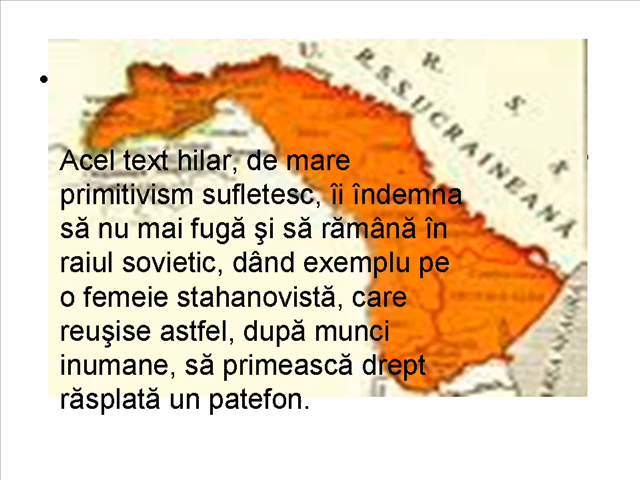 U. R. S. S.
R.S.S. UCRAINEANĂ
• Acel text hilar, de mare
primitivism sufletesc, îi îndemna
să nu mai fugă şi să rămână în
raiul sovietic, dând exemplu pe
o femeie stahanovistă, care
reuşise astfel, după munci
inumane, să primească drept
răsplată un patefon.